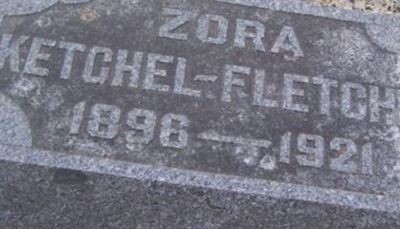 ZORA
KETCHEL-FLETCH
1896 — 1921